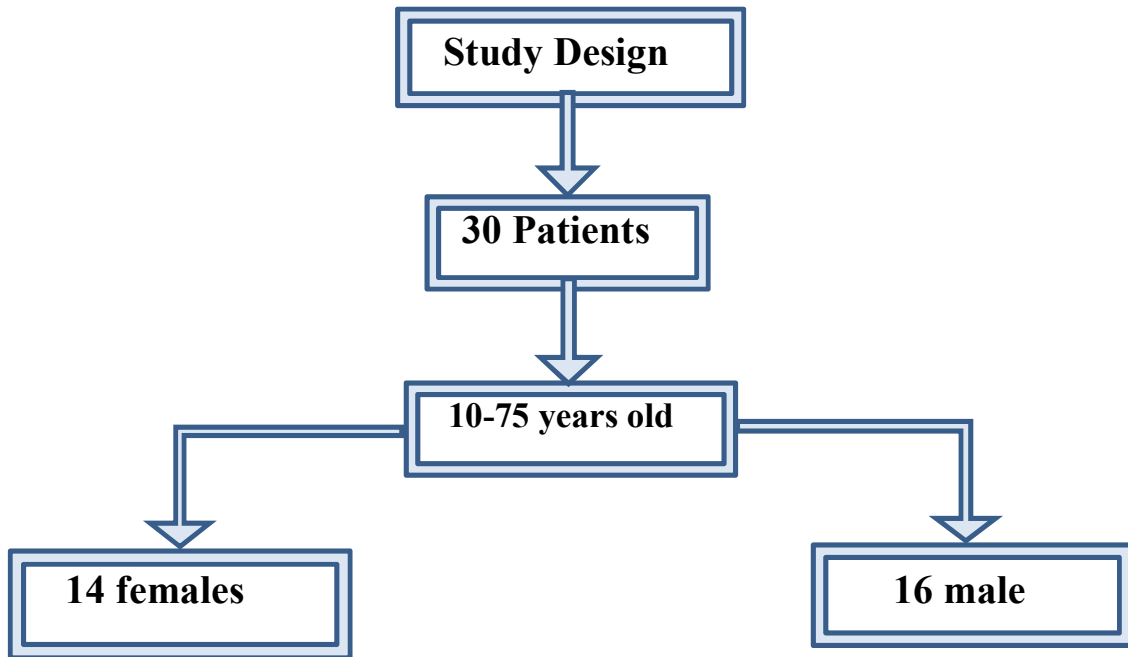 Study Design
30 Patients
10-75 years old
14 females
16 male